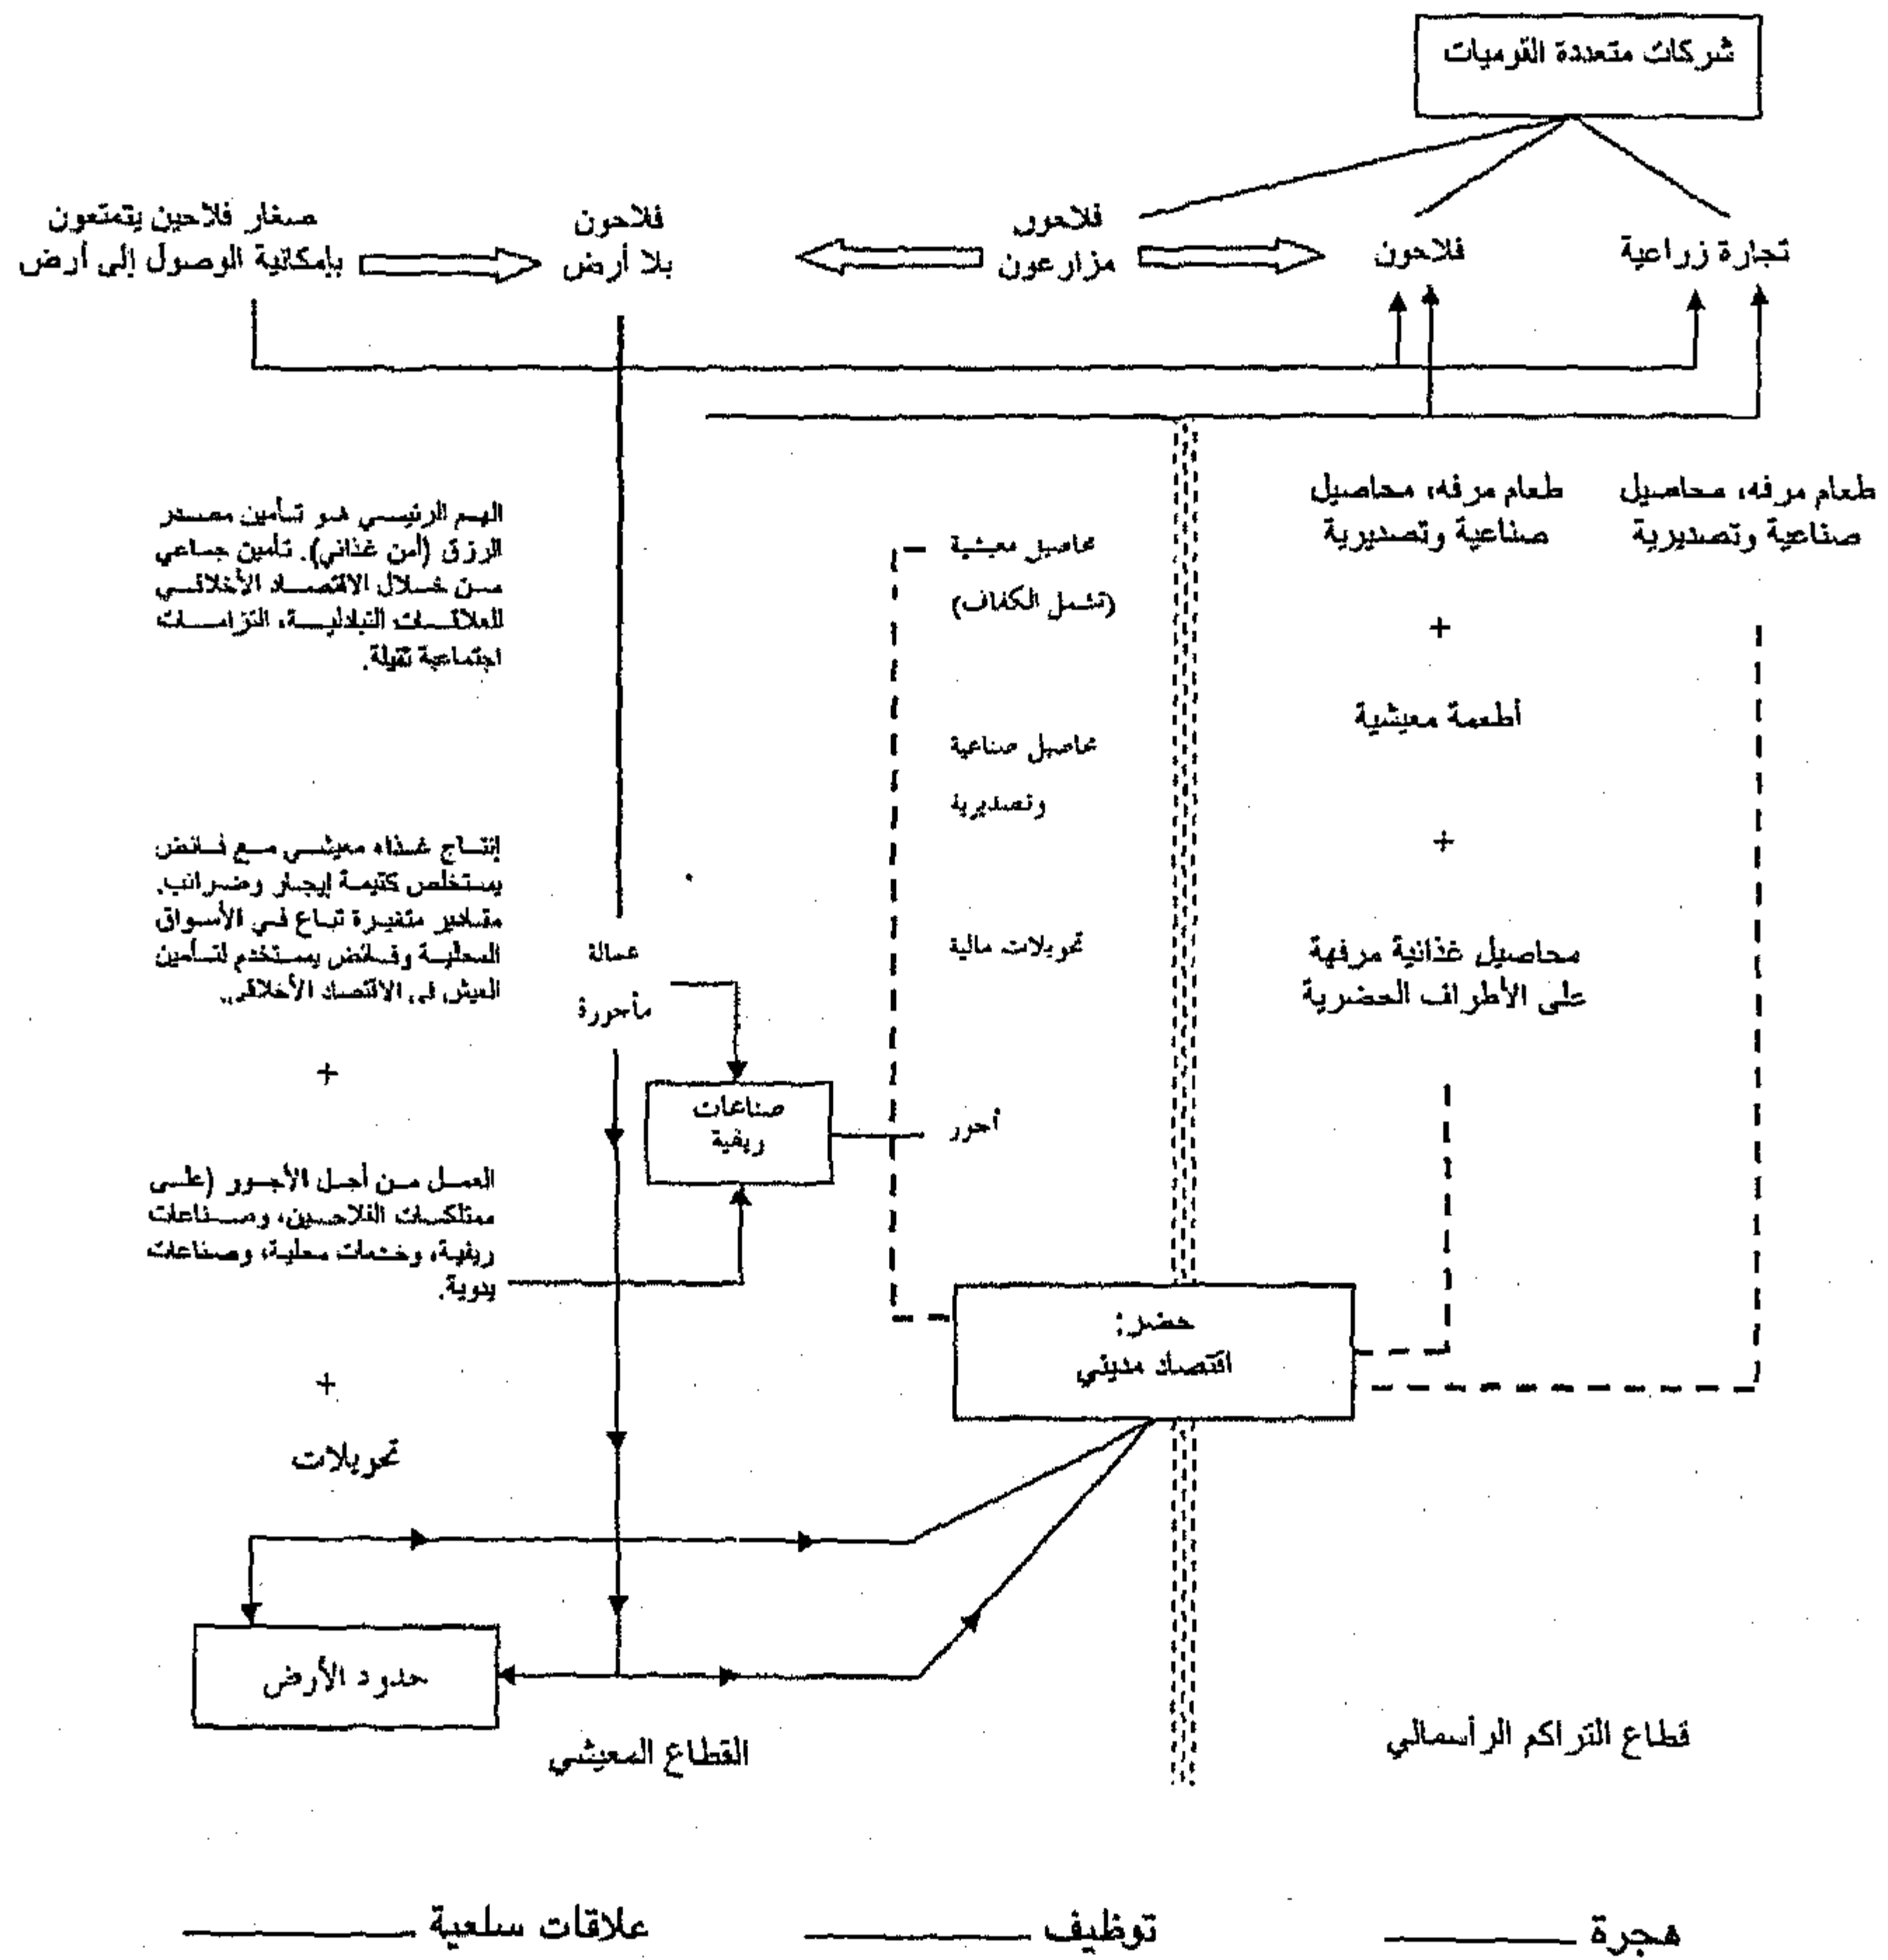 شركات متعددة القوميات
تجارة زراعية
فلاحون
فلاحون
مزارعون
فلاحون
بلا أرض
صغار فلاحين يتمتعون
بإمكانية الوصول إلى أرض
طعام مرفه، محاصيل
صناعية وتصديرية
طعام مرفه، محاصيل
صناعية وتصديرية
+
أطعمة معيشية
+
محاصيل غذائية مرفهة
على الأطراف الحضرية
محاصيل معيشية
(تشمل الكفاف)
محاصيل صناعية
وتصديرية
تحويلات مالية
أجور
الهم الرئيسي هو تأمين مصدر
الرزق (أمن غذائي). تأمين جماعي
من خلال الاقتصاد الأخلاقي
للعلاقات التبادلية، التزامات
اجتماعية ثقيلة.
إنتاج غذاء معيشي مع فائض
يستخلص كقيمة إيجار وضرائب.
مقادير متغيرة تباع في الأسواق
المحلية وفائض يستخدم لتأمين
العيش في الاقتصاد الأخلاقي.
+
العمل من أجل الأجور (على
ممتلكات الفلاحين، وصناعات
ريفية، وخدمات محلية، وصناعات
يدوية.
+
تحويلات
عمالة
مأجورة
صناعات
ريفية
حضر:
اقتصاد مديني
حدود الأرض
القطاع المعيشي
قطاع التراكم الرأسمالي
هجرة
توظيف
علاقات سلعية